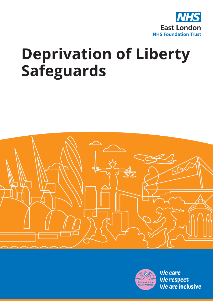 NHS
East London
NHS Foundation Trust
Deprivation of Liberty
Safeguards
We care
We respect
We are inclusive